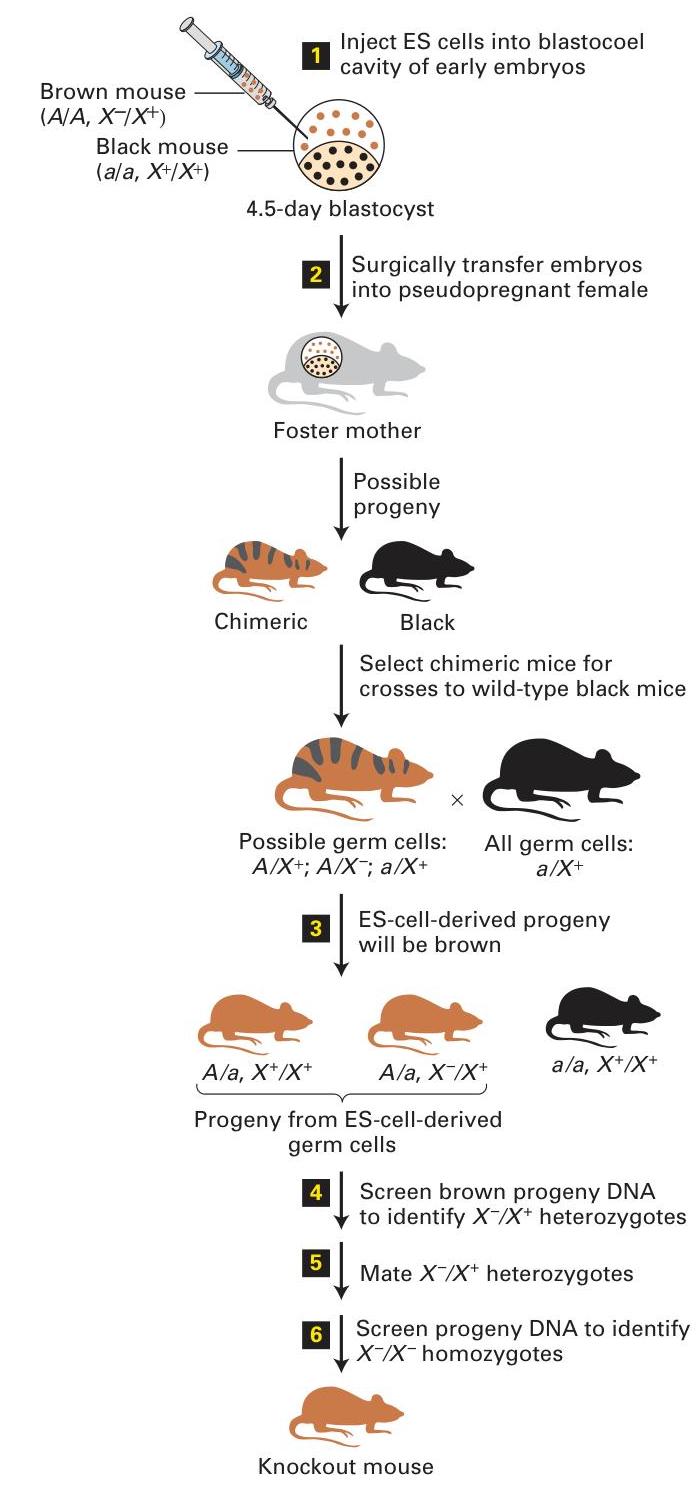 1
Inject ES cells into blastocoel
cavity of early embryos
Brown mouse
(A/A, X⁻/X⁺)
Black mouse
(a/a, X⁺/X⁺)
4.5-day blastocyst
2
Surgically transfer embryos
into pseudopregnant female
Foster mother
Possible
progeny
Chimeric
Black
Select chimeric mice for
crosses to wild-type black mice
×
Possible germ cells:
A/X⁺; A/X⁻; a/X⁺
All germ cells:
a/X⁺
3
ES-cell-derived progeny
will be brown
A/a, X⁺/X⁺
A/a, X⁻/X⁺
a/a, X⁺/X⁺
Progeny from ES-cell-derived
germ cells
4
Screen brown progeny DNA
to identify X⁻/X⁺ heterozygotes
5
Mate X⁻/X⁺ heterozygotes
6
Screen progeny DNA to identify
X⁻/X⁻ homozygotes
Knockout mouse